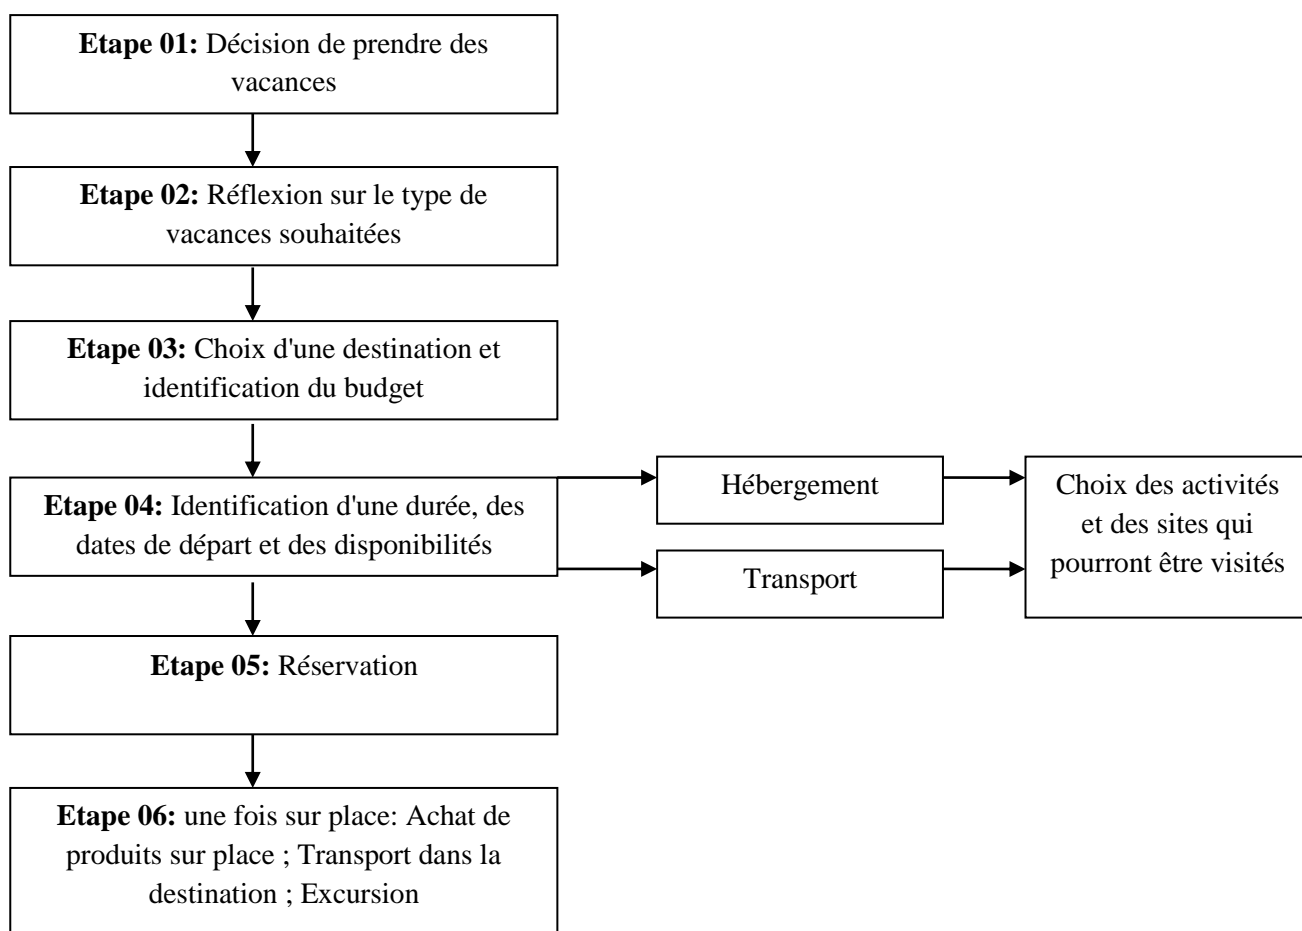 Etape 01: Décision de prendre des
vacances
Etape 02: Réflexion sur le type de
vacances souhaitées
Etape 03: Choix d'une destination et
identification du budget
Etape 04: Identification d'une durée, des
dates de départ et des disponibilités
Hébergement
Transport
Choix des activités
et des sites qui
pourront être visités
Etape 05: Réservation
Etape 06: une fois sur place: Achat de
produits sur place ; Transport dans la
destination ; Excursion